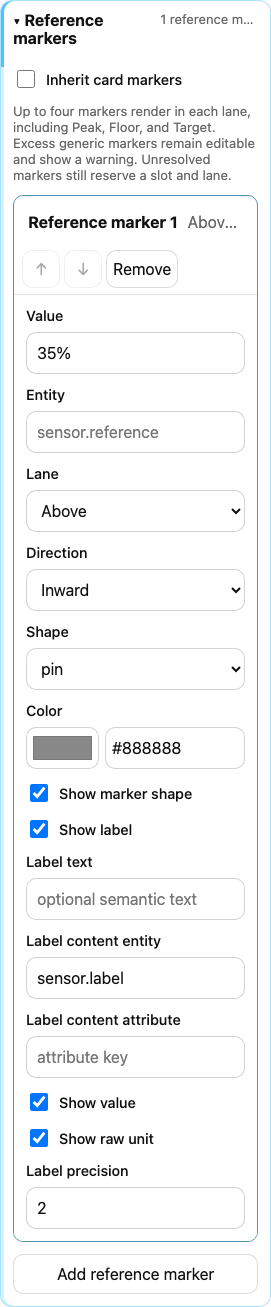 ▾ Reference markers
1 reference m...
Inherit card markers
Up to four markers render in each lane,
including Peak, Floor, and Target.
Excess generic markers remain editable
and show a warning. Unresolved
markers still reserve a slot and lane.
Reference marker 1 Abov...
↑ ↓ Remove
Value
35%
Entity
sensor.reference
Lane
Above
Direction
Inward
Shape
pin
Color
#888888
Show marker shape
Show label
Label text
optional semantic text
Label content entity
sensor.label
Label content attribute
attribute key
Show value
Show raw unit
Label precision
2
Add reference marker